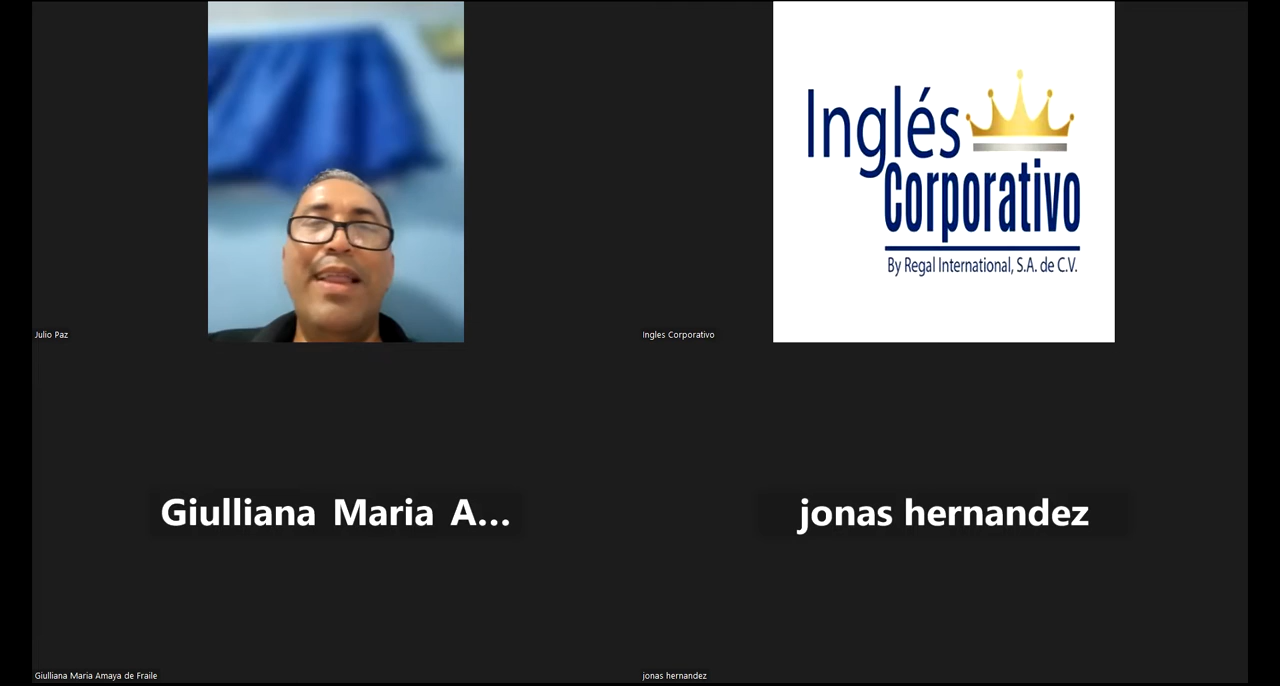 Inglés
Corporativo
By Regal International, S.A. de C.V.
Julio Paz
Ingles Corporativo
Giulliana Maria A...
jonas hernandez
Giulliana Maria Amaya de Fraile
jonas hernandez